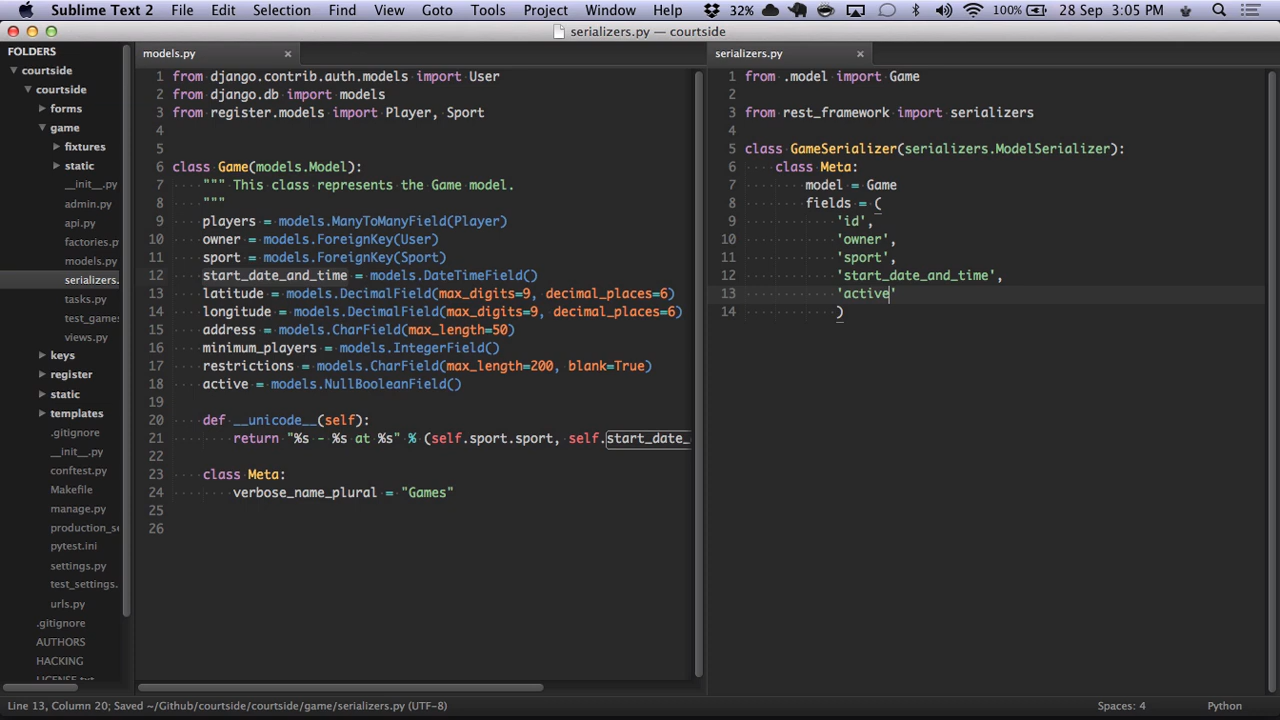 Sublime Text 2 File Edit Selection Find View Goto Tools Project Window Help 32% 100% 28 Sep 3:05 PM
serializers.py — courtside
FOLDERS
courtside
courtside
forms
game
fixtures
static
__init__.py
admin.py
api.py
factories.py
models.py
serializers.
tasks.py
test_games
views.py
keys
register
static
templates
.gitignore
__init__.py
conftest.py
Makefile
manage.py
production_se
pytest.ini
settings.py
test_settings.
urls.py
.gitignore
AUTHORS
HACKING
LICENSE.txt
models.py
1 from django.contrib.auth.models import User
2 from django.db import models
3 from register.models import Player, Sport
4
5
6 class Game(models.Model):
7 """ This class represents the Game model.
8 """
9 players = models.ManyToManyField(Player)
10 owner = models.ForeignKey(User)
11 sport = models.ForeignKey(Sport)
12 start_date_and_time = models.DateTimeField()
13 latitude = models.DecimalField(max_digits=9, decimal_places=6)
14 longitude = models.DecimalField(max_digits=9, decimal_places=6)
15 address = models.CharField(max_length=50)
16 minimum_players = models.IntegerField()
17 restrictions = models.CharField(max_length=200, blank=True)
18 active = models.NullBooleanField()
19
20 def __unicode__(self):
21 return "%s - %s at %s" % (self.sport.sport, self.start_date_
22
23 class Meta:
24 verbose_name_plural = "Games"
25
26
serializers.py
1 from .model import Game
2
3 from rest_framework import serializers
4
5 class GameSerializer(serializers.ModelSerializer):
6 class Meta:
7 model = Game
8 fields = (
9 'id',
10 'owner',
11 'sport',
12 'start_date_and_time',
13 'active'
14 )
Line 13, Column 20; Saved ~/Github/courtside/courtside/game/serializers.py (UTF-8) Spaces: 4 Python